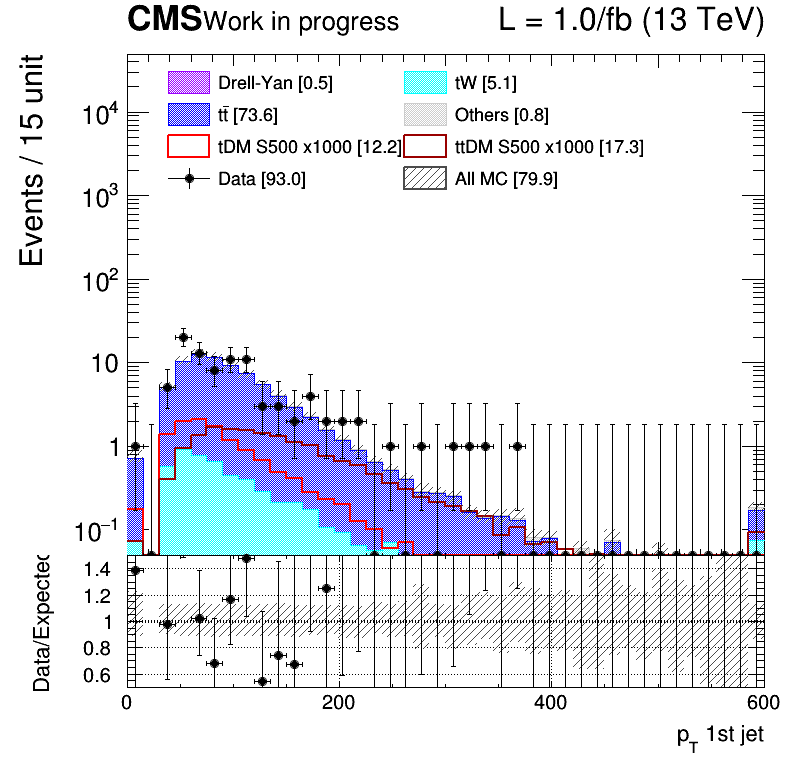 CMS Work in progress L = 1.0/fb (13 TeV)
Events / 15 unit
Drell-Yan [0.5] tW [5.1]
tt̄ [73.6] Others [0.8]
tDM S500 x1000 [12.2] ttDM S500 x1000 [17.3]
Data [93.0] All MC [79.9]
10⁴
10³
10²
10
1
10⁻¹
Data/Expected
1.4
1.2
1
0.8
0.6
0 200 400 600
p_T 1st jet